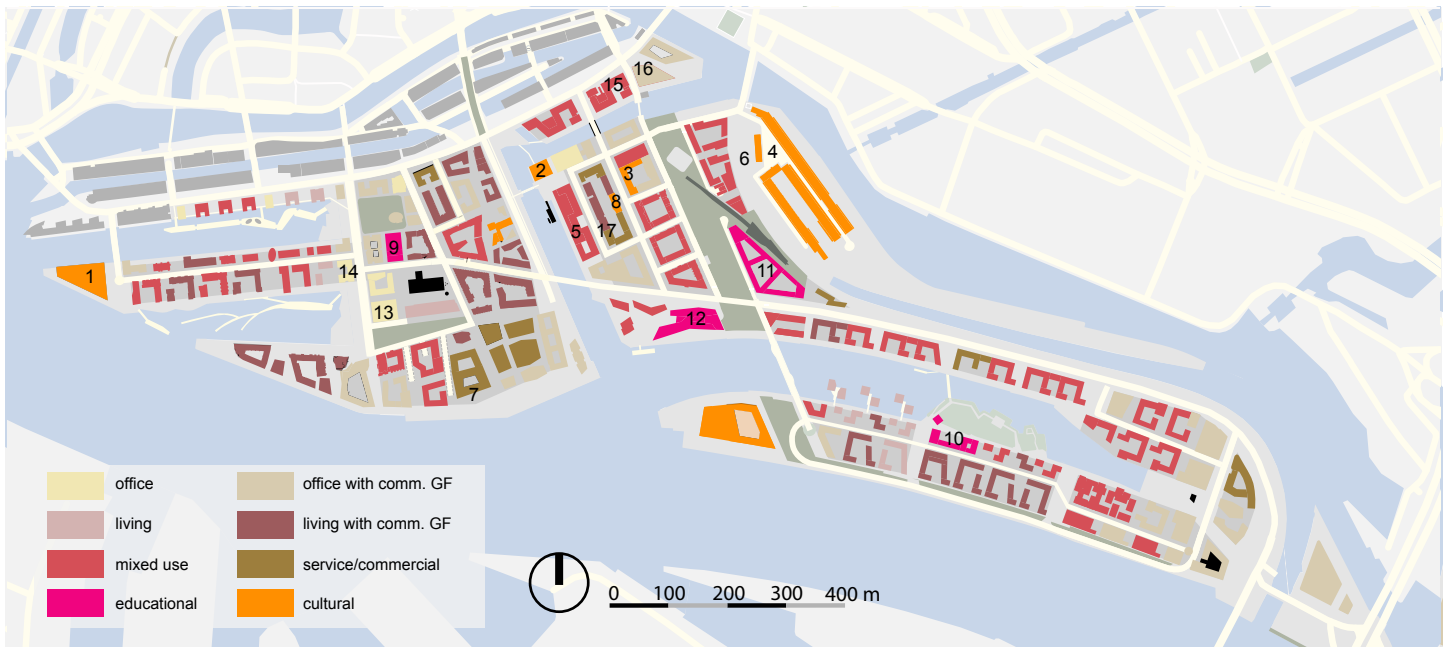 16
15
2
3
4
6
8
5
17
9
14
1
11
13
12
7
10
office
office with comm. GF
living
living with comm. GF
mixed use
service/commercial
educational
cultural
0 100 200 300 400 m